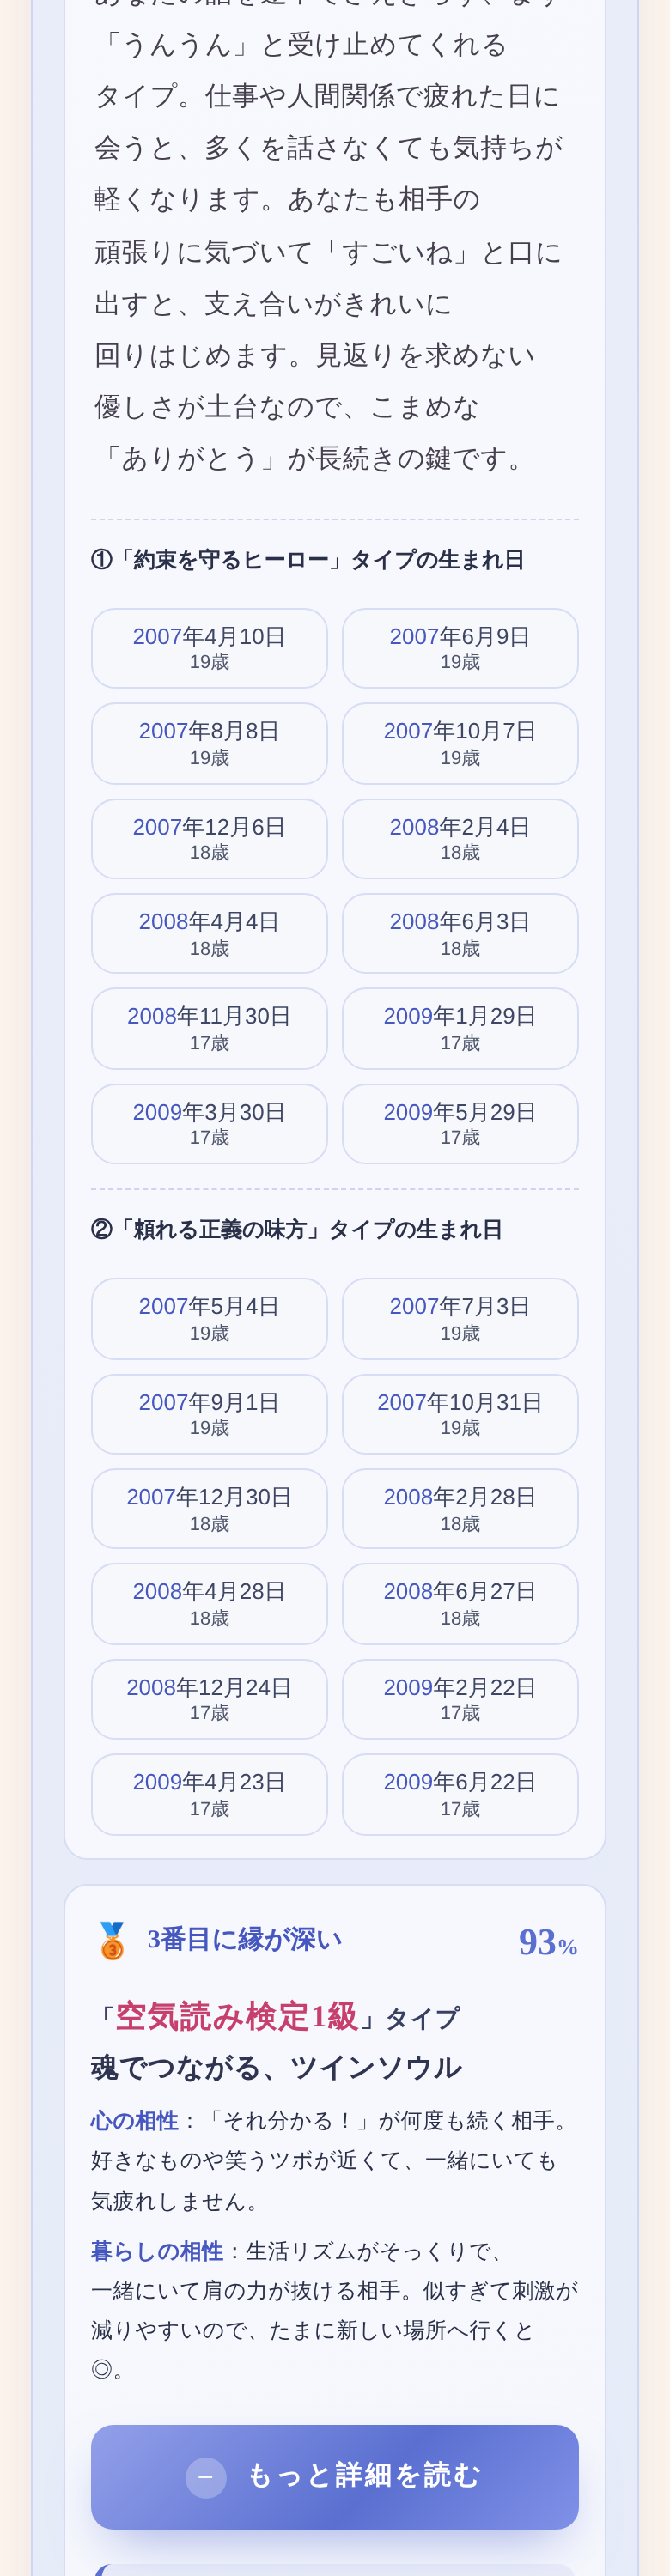 「うんうん」と受け止めてくれる
タイプ。仕事や人間関係で疲れた日に
会うと、多くを話さなくても気持ちが
軽くなります。あなたも相手の
頑張りに気づいて「すごいね」と口に
出すと、支え合いがきれいに
回りはじめます。見返りを求めない
優しさが土台なので、こまめな
「ありがとう」が長続きの鍵です。
①「約束を守るヒーロー」タイプの生まれ日
2007年4月10日 2007年6月9日
19歳 19歳
2007年8月8日 2007年10月7日
19歳 19歳
2007年12月6日 2008年2月4日
18歳 18歳
2008年4月4日 2008年6月3日
18歳 18歳
2008年11月30日 2009年1月29日
17歳 17歳
2009年3月30日 2009年5月29日
17歳 17歳
②「頼れる正義の味方」タイプの生まれ日
2007年5月4日 2007年7月3日
19歳 19歳
2007年9月1日 2007年10月31日
19歳 19歳
2007年12月30日 2008年2月28日
18歳 18歳
2008年4月28日 2008年6月27日
18歳 18歳
2008年12月24日 2009年2月22日
17歳 17歳
2009年4月23日 2009年6月22日
17歳 17歳
3 3番目に縁が深い 93%
「空気読み検定1級」タイプ
魂でつながる、ツインソウル
心の相性：「それ分かる！」が何度も続く相手。
好きなものや笑うツボが近くて、一緒にいても
気疲れしません。
暮らしの相性：生活リズムがそっくりで、
一緒にいて肩の力が抜ける相手。似すぎて刺激が
減りやすいので、たまに新しい場所へ行くと
◎。
− もっと詳細を読む